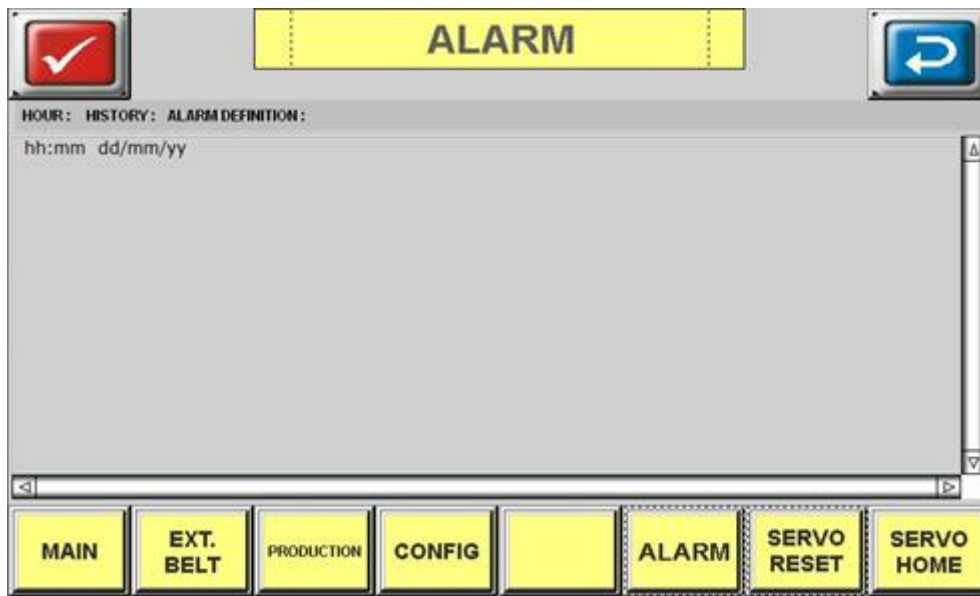 ALARM
HOUR: HISTORY: ALARM DEFINITION:
hh:mm dd/mm/yy
MAIN
EXT.
BELT
PRODUCTION
CONFIG
ALARM
SERVO
RESET
SERVO
HOME